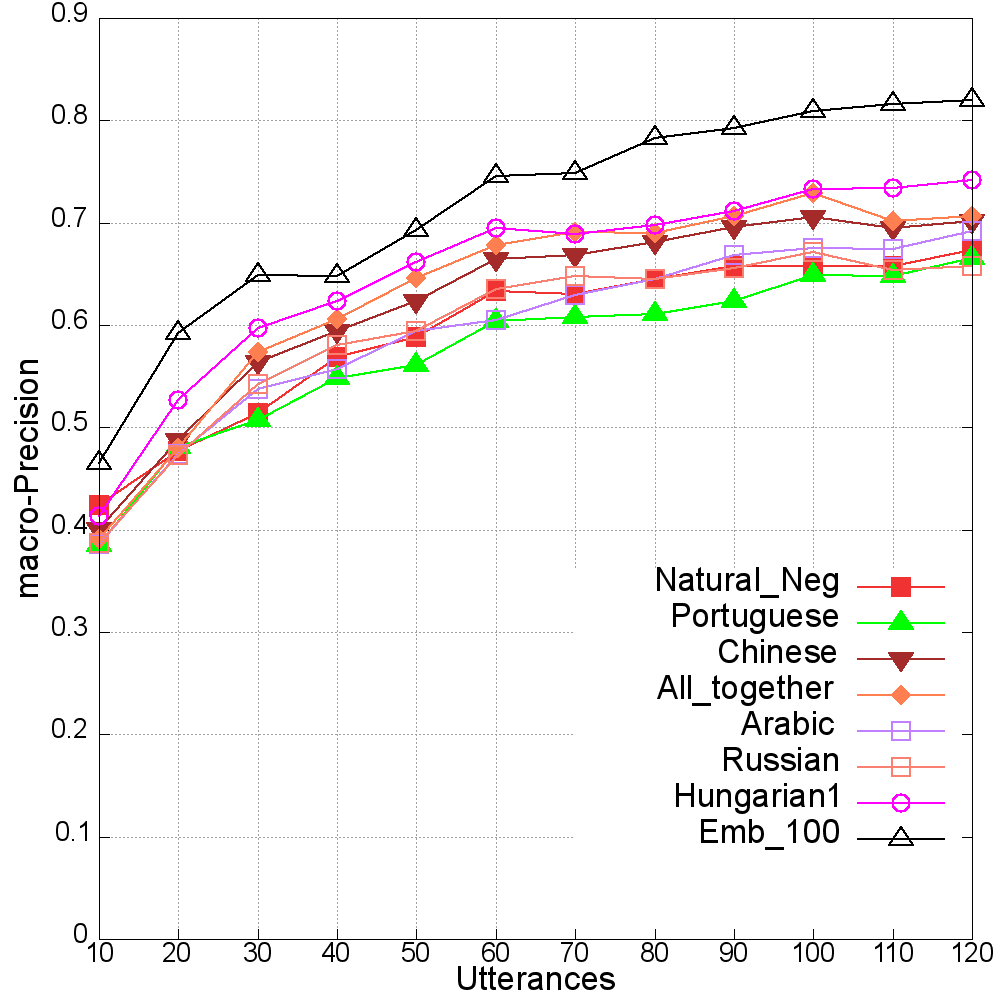 0.9
0.8
0.7
0.6
0.5
0.4
0.3
0.2
0.1
0
macro-Precision
Natural_Neg
Portuguese
Chinese
All_together
Arabic
Russian
Hungarian1
Emb_100
10 20 30 40 50 60 70 80 90 100 110 120
Utterances